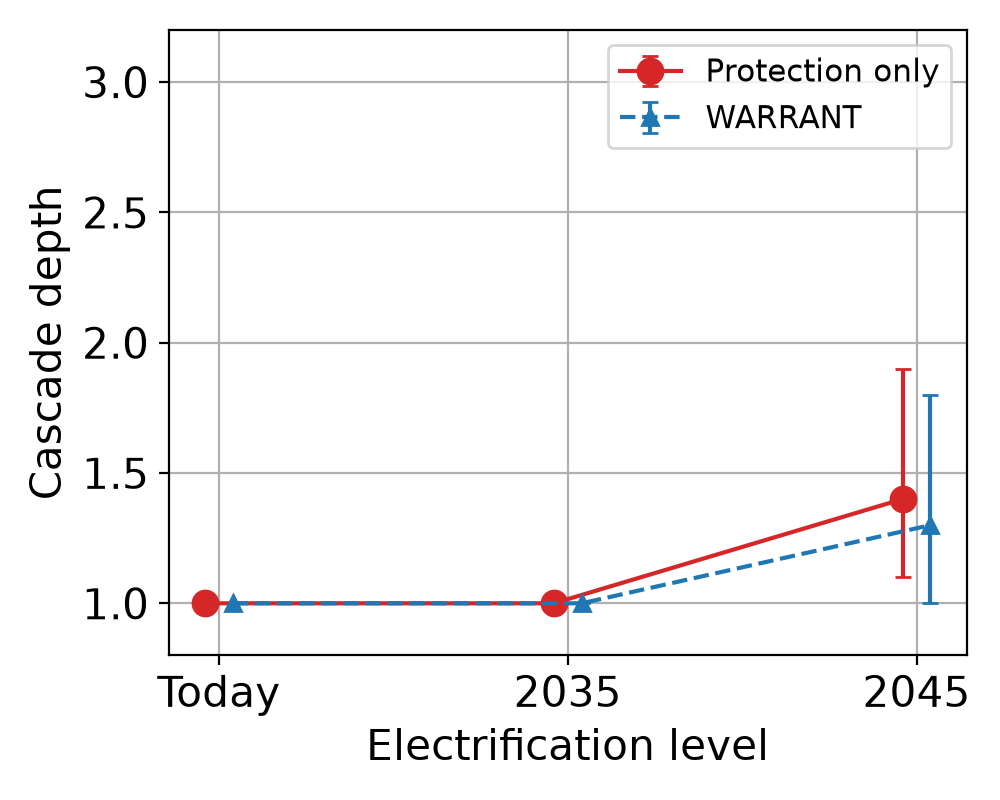 Protection only
WARRANT
3.0
2.5
2.0
1.5
1.0
Cascade depth
Today 2035 2045
Electrification level